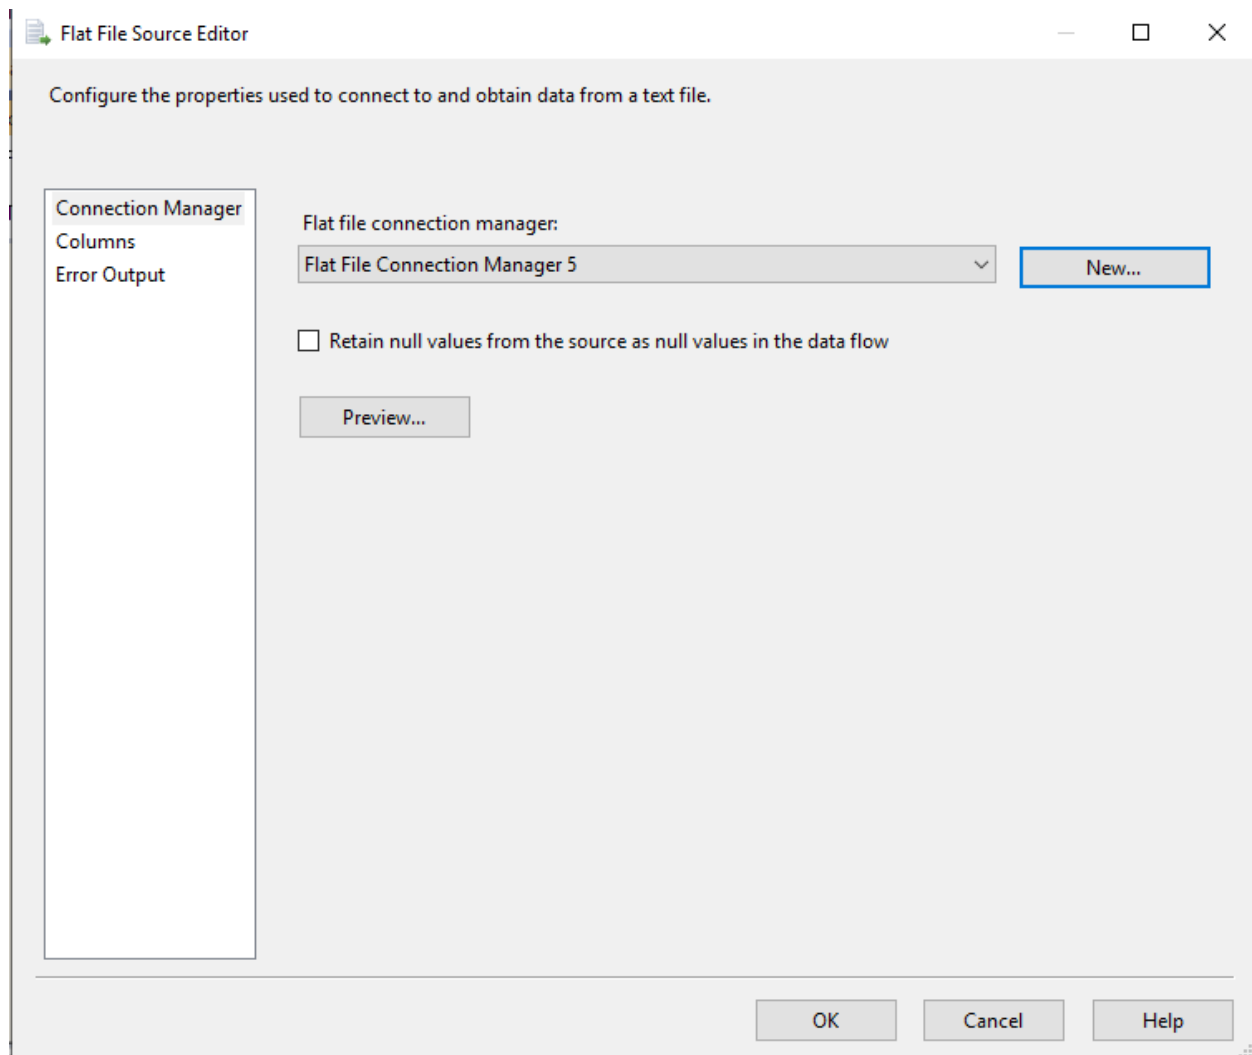 Flat File Source Editor
Configure the properties used to connect to and obtain data from a text file.
Connection Manager
Columns
Error Output
Flat file connection manager:
Flat File Connection Manager 5
New...
Retain null values from the source as null values in the data flow
Preview...
OK
Cancel
Help